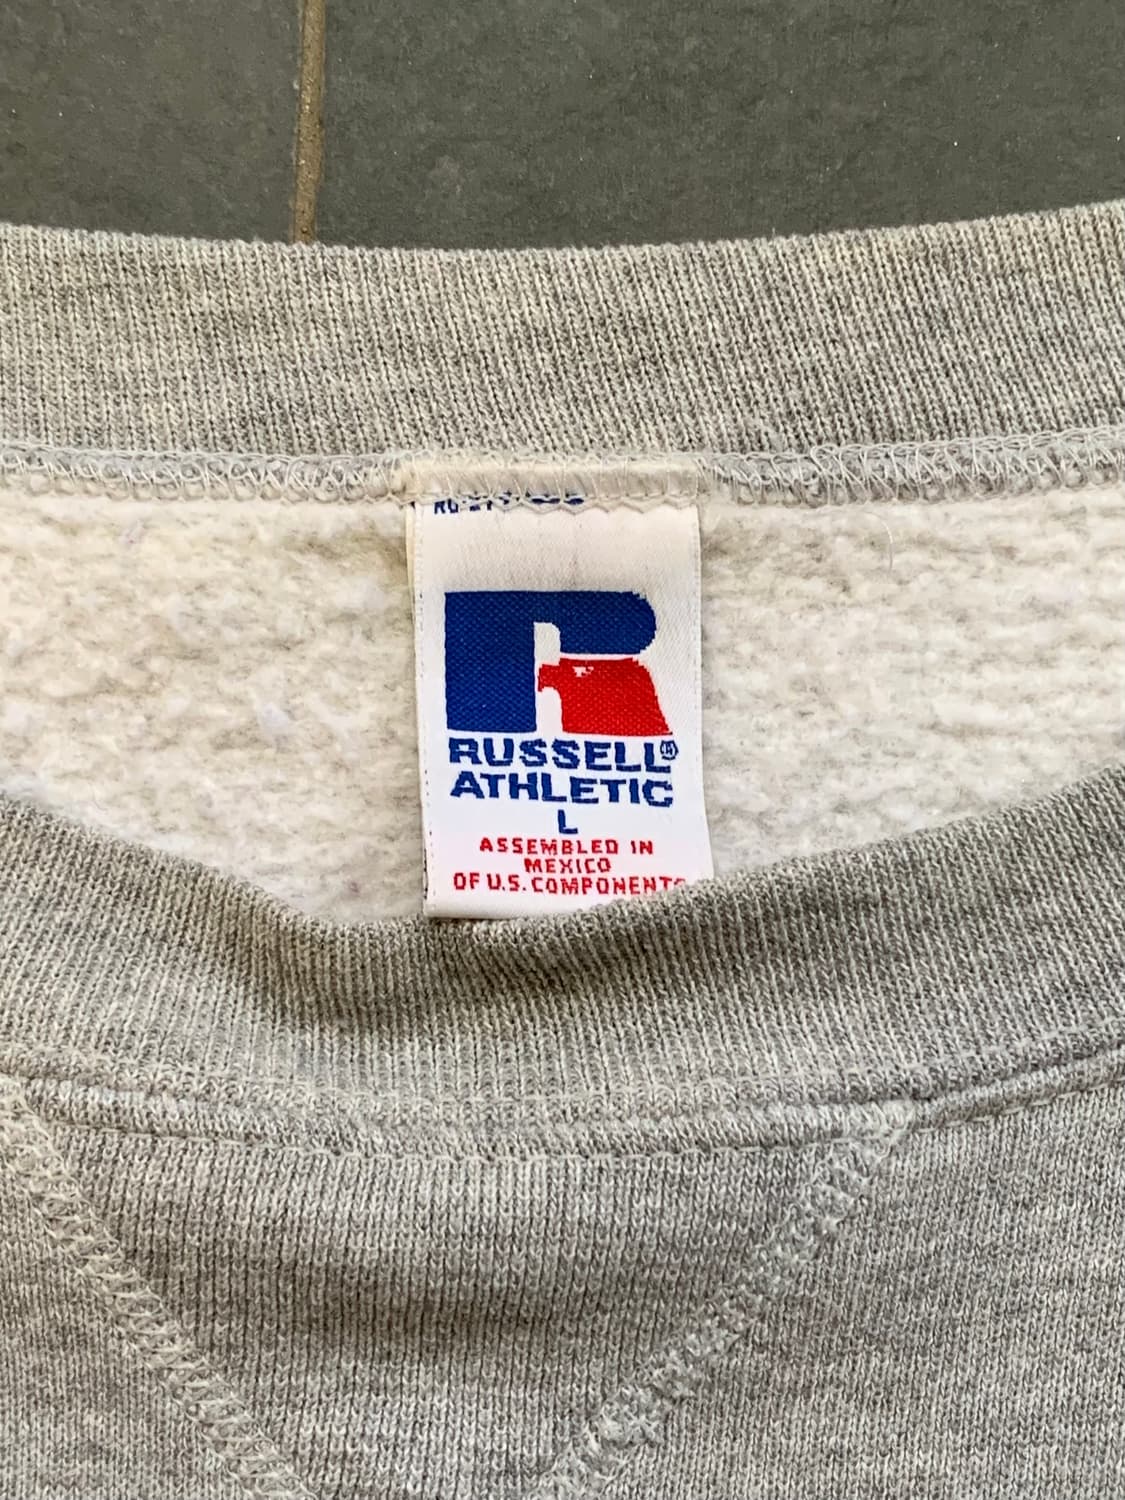 RUSSELL®
ATHLETIC
L
ASSEMBLED IN
MEXICO
OF U.S. COMPONENTS